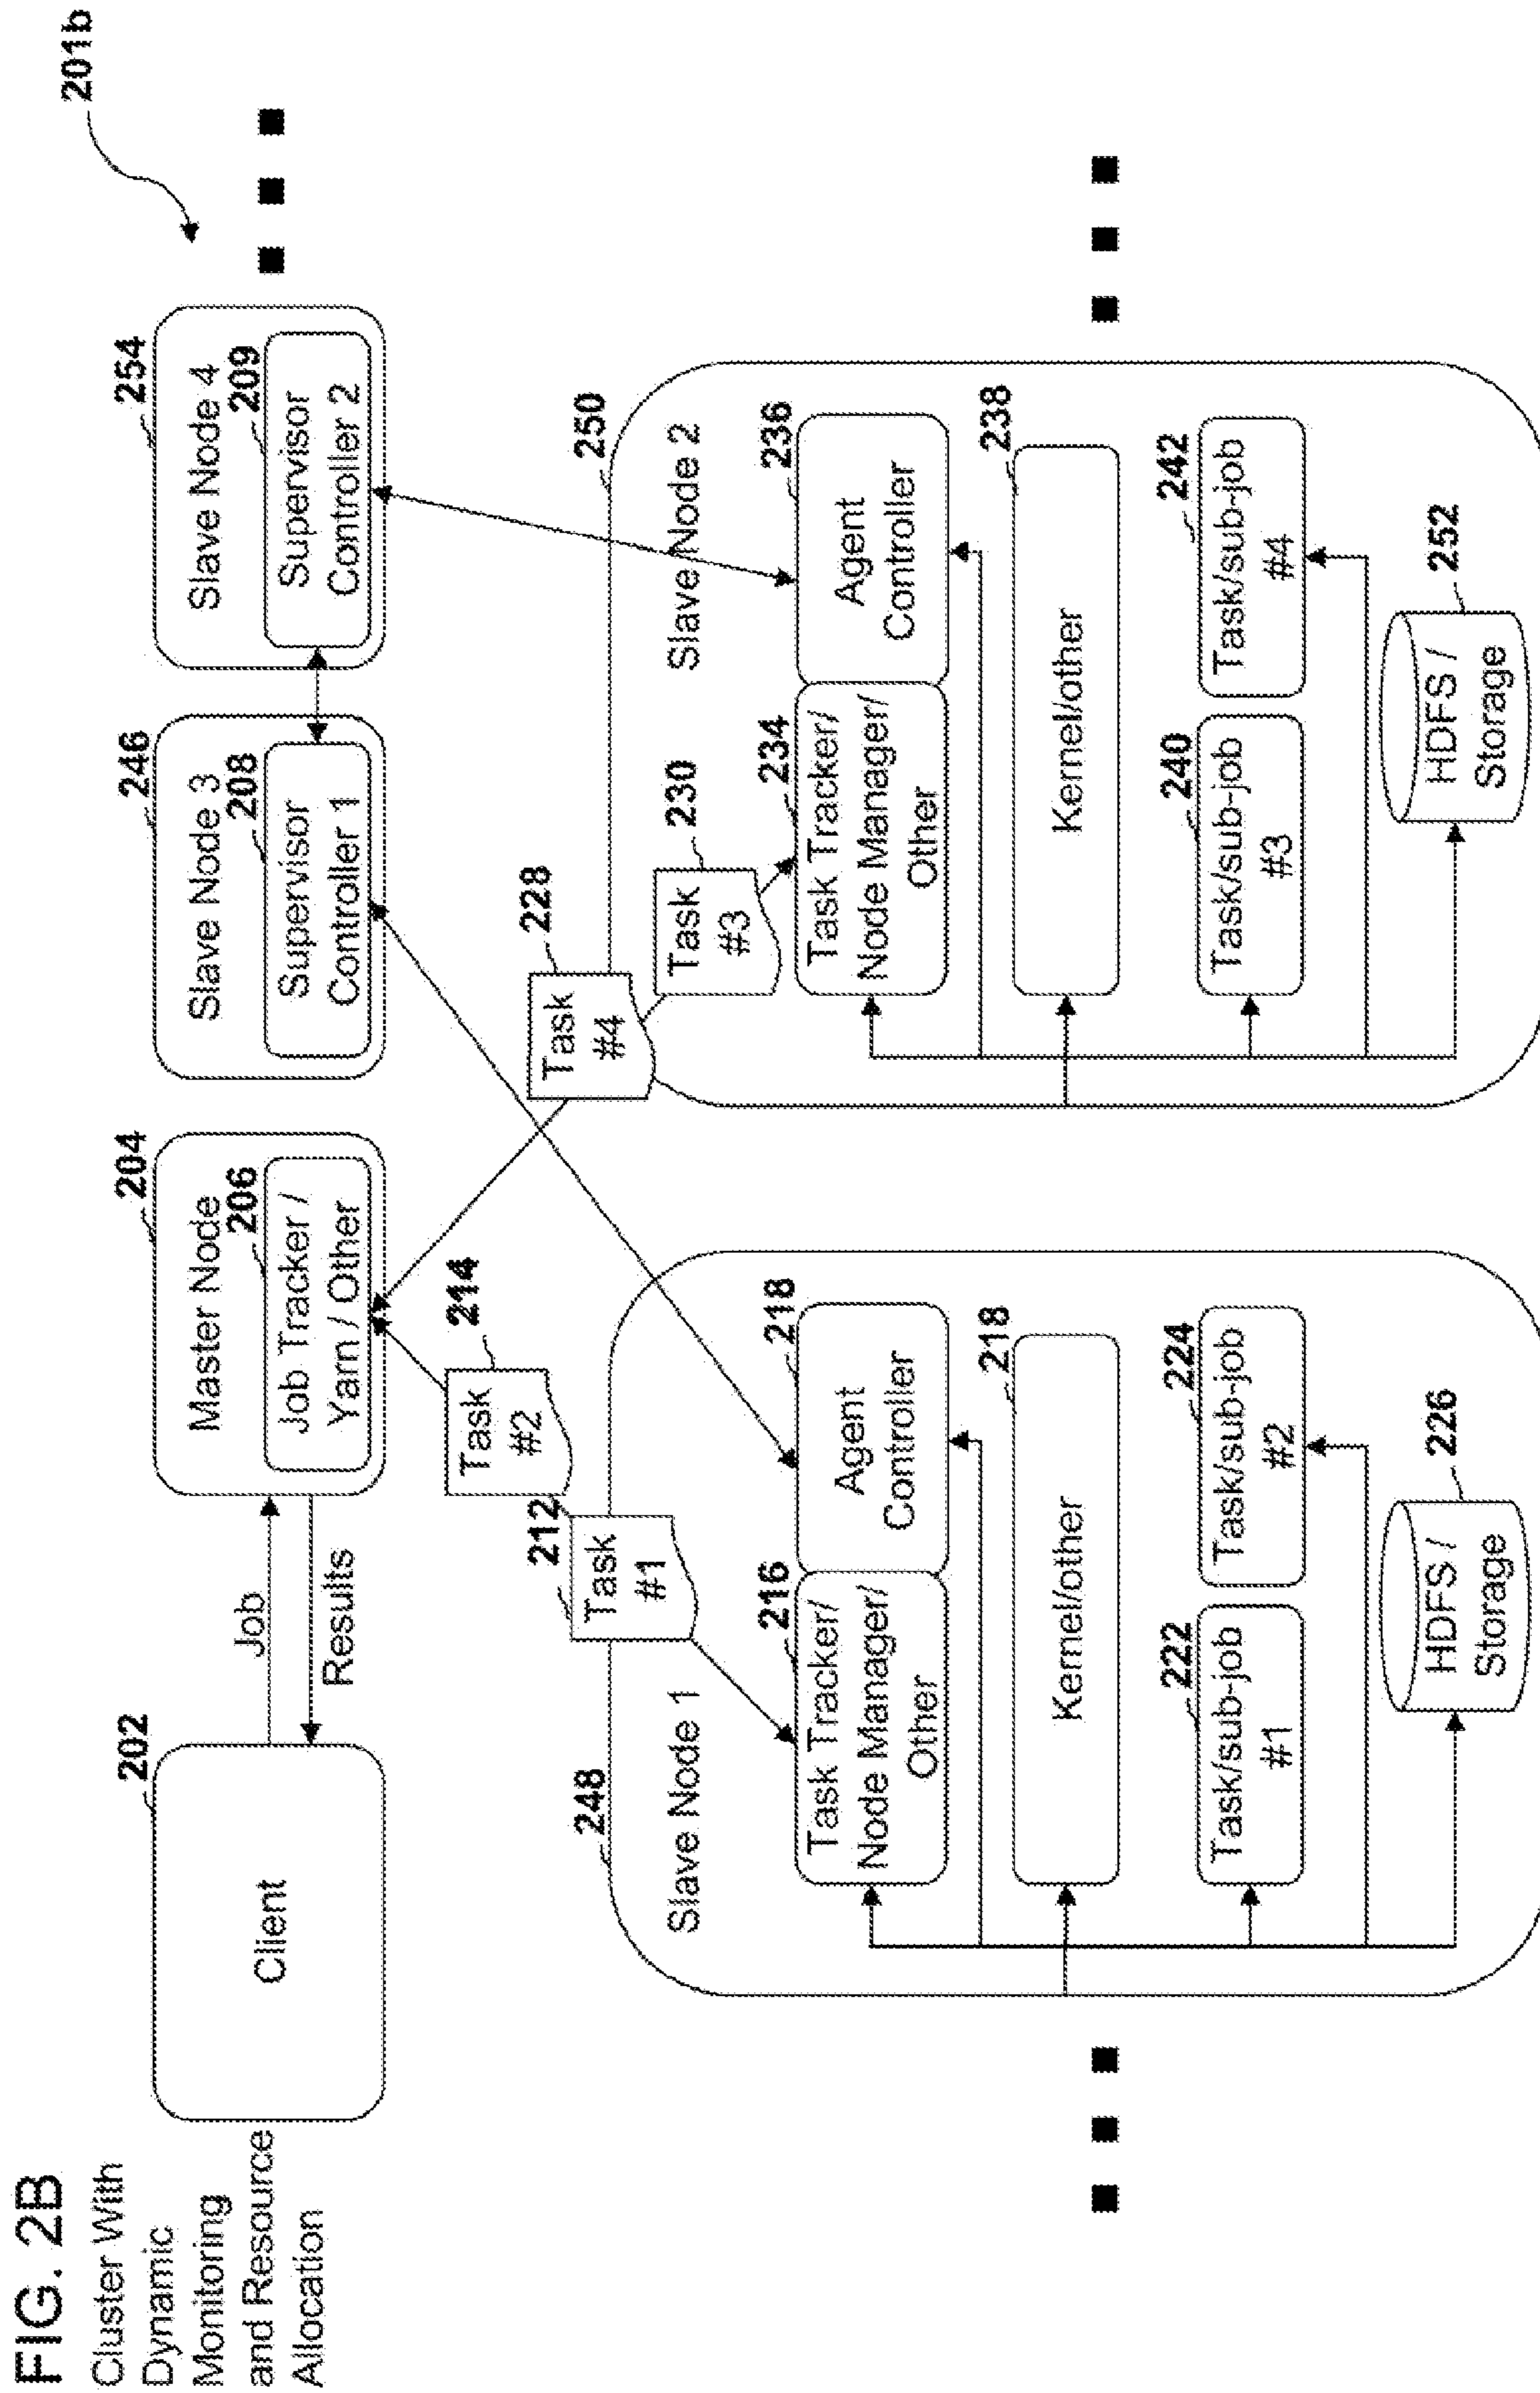 FIG. 2B
Cluster With
Dynamic
Monitoring
and Resource
Allocation
201b
202
Client
Job
Results
204
Master Node
206
Job Tracker /
Yarn / Other
246
Slave Node 3
208
Supervisor
Controller 1
254
Slave Node 4
209
Supervisor
Controller 2
214
Task
#2
212
Task
#1
228
Task
#4
230
Task
#3
248
Slave Node 1
216
Task Tracker/
Node Manager/
Other
218
Agent
Controller
218
Kernel/other
222
Task/sub-job
#1
224
Task/sub-job
#2
226
HDFS /
Storage
250
Slave Node 2
234
Task Tracker/
Node Manager/
Other
236
Agent
Controller
238
Kernel/other
240
Task/sub-job
#3
242
Task/sub-job
#4
252
HDFS /
Storage